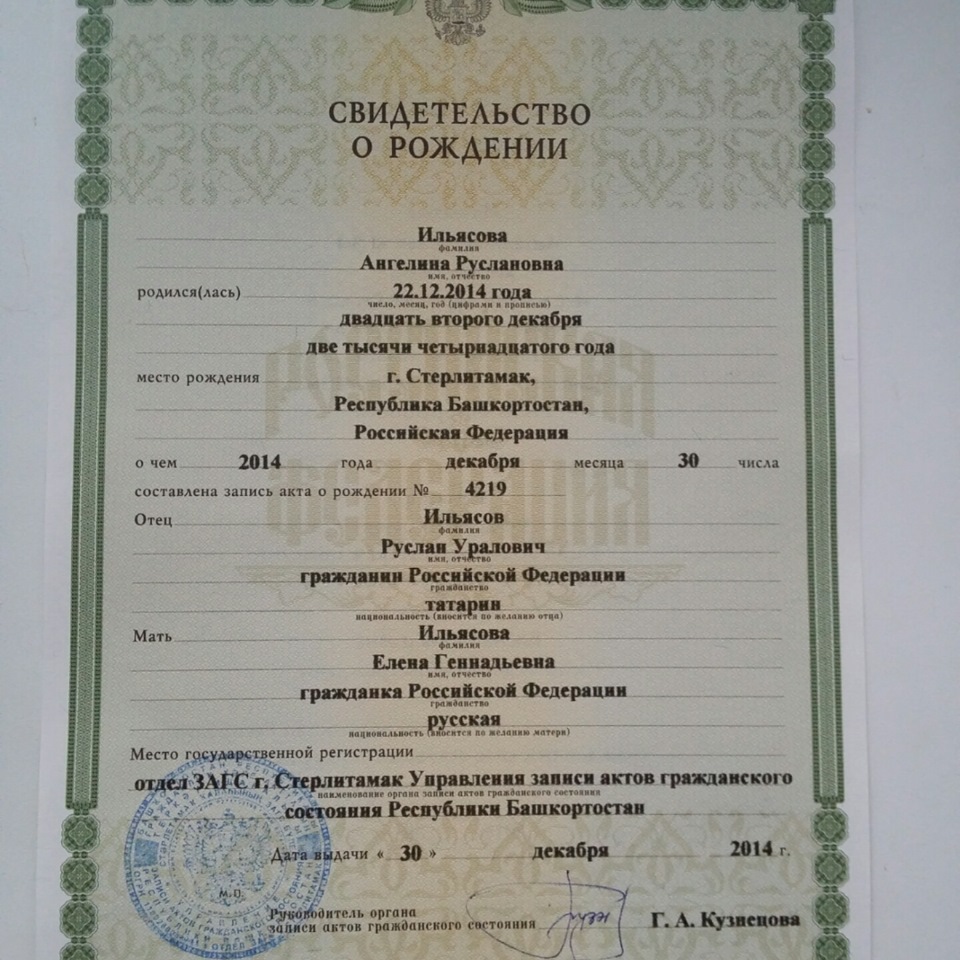 СВИДЕТЕЛЬСТВО
О РОЖДЕНИИ
Ильясова
фамилия
Ангелина Руслановна
имя, отчество
родился(лась) 22.12.2014 года
число, месяц, год (цифрами и прописью)
двадцать второго декабря
две тысячи четырнадцатого года
место рождения г. Стерлитамак,
Республика Башкортостан,
Российская Федерация
о чем 2014 года декабря месяца 30 числа
составлена запись акта о рождении № 4219
Отец Ильясов
фамилия
Руслан Уралович
имя, отчество
гражданин Российской Федерации
гражданство
татарин
национальность (вносится по желанию отца)
Мать Ильясова
фамилия
Елена Геннадьевна
имя, отчество
гражданка Российской Федерации
гражданство
русская
национальность (вносится по желанию матери)
Место государственной регистрации
отдел ЗАГС г. Стерлитамак Управления записи актов гражданского
наименование органа записи актов гражданского состояния
состояния Республики Башкортостан
Дата выдачи « 30 » декабря 2014 г.
М.П.
Руководитель органа
записи актов гражданского состояния Г. А. Кузнецова